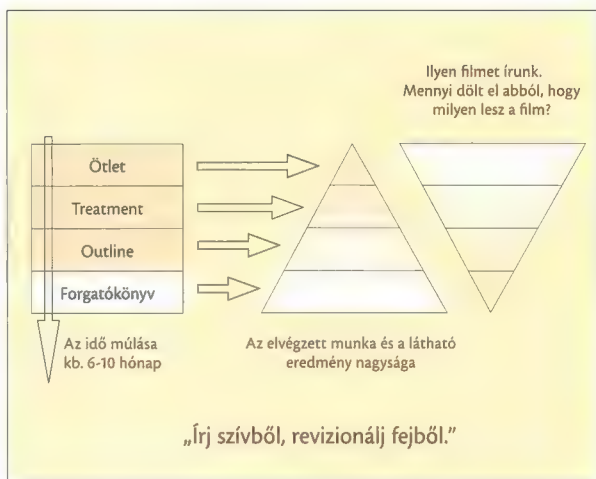 Ilyen filmet írunk.
Mennyi dőlt el abból, hogy
milyen lesz a film?
Ötlet
Treatment
Outline
Forgatókönyv
Az idő múlása
kb. 6-10 hónap
Az elvégzett munka és a látható
eredmény nagysága
„Írj szívből, revizionálj fejből.”